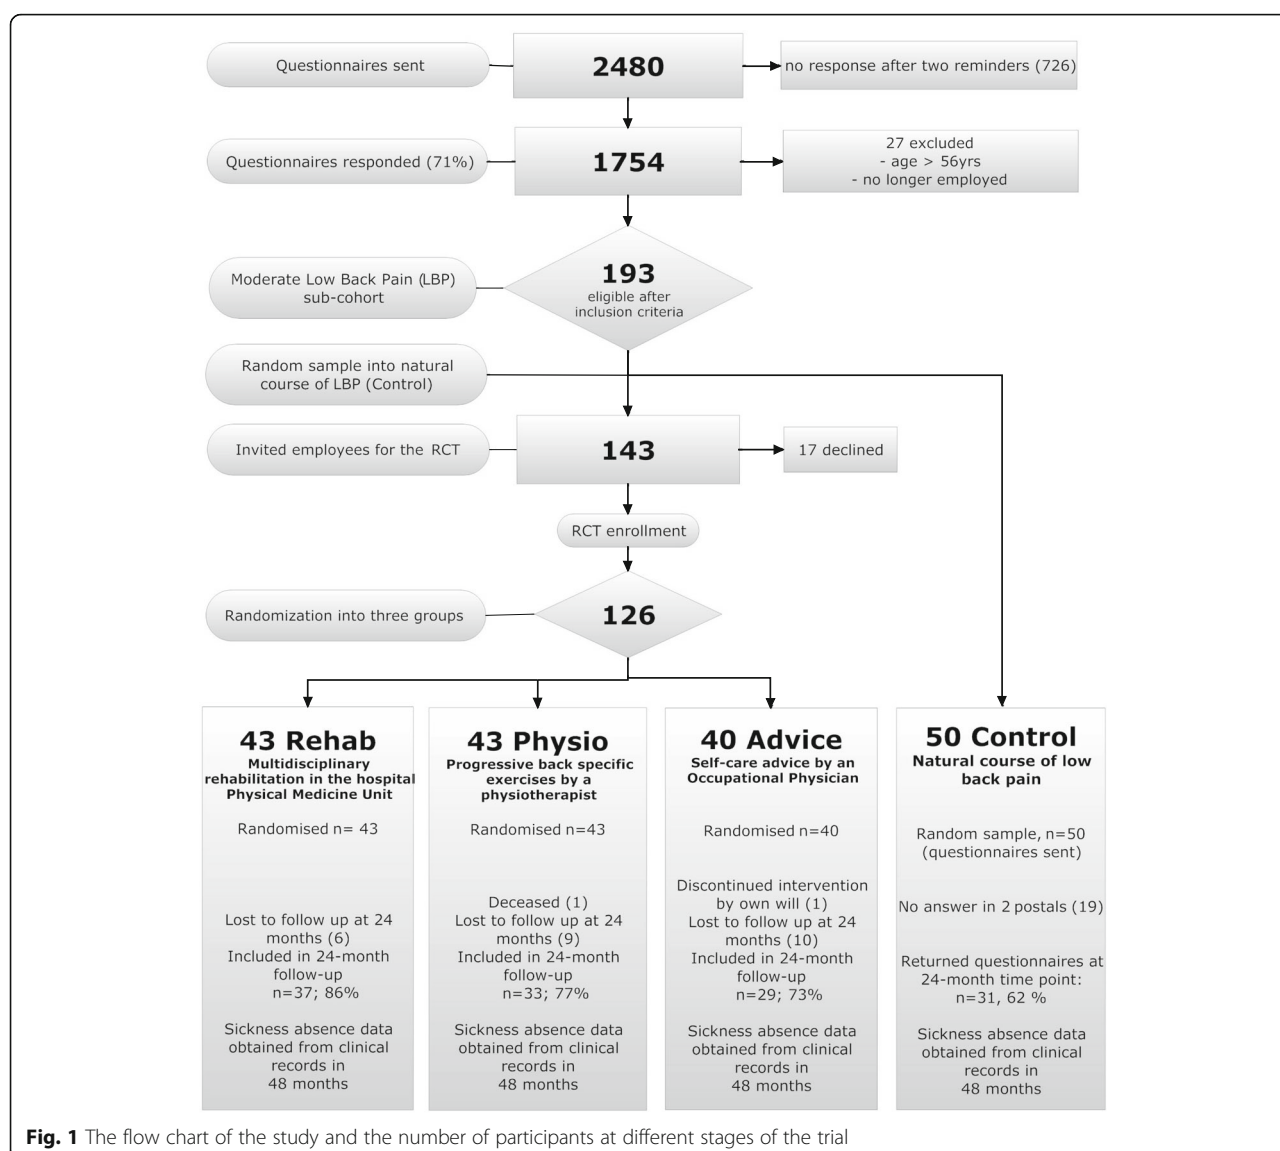 Questionnaires sent
2480
no response after two reminders (726)
Questionnaires responded (71%)
1754
27 excluded
- age > 56yrs
- no longer employed
Moderate Low Back Pain (LBP)
sub-cohort
193
eligible after
inclusion criteria
Random sample into natural
course of LBP (Control)
Invited employees for the RCT
143
17 declined
RCT enrollment
Randomization into three groups
126
43 Rehab
Multidisciplinary
rehabilitation in the hospital
Physical Medicine Unit
Randomised n= 43
Lost to follow up at 24
months (6)
Included in 24-month
follow-up
n=37; 86%
Sickness absence data
obtained from clinical
records in
48 months
43 Physio
Progressive back specific
exercises by a
physiotherapist
Randomised n=43
Deceased (1)
Lost to follow up at 24
months (9)
Included in 24-month
follow-up
n=33; 77%
Sickness absence data
obtained from clinical
records in
48 months
40 Advice
Self-care advice by an
Occupational Physician
Randomised n=40
Discontinued intervention
by own will (1)
Lost to follow up at 24
months (10)
Included in 24-month
follow-up
n=29; 73%
Sickness absence data
obtained from clinical
records in
48 months
50 Control
Natural course of low
back pain
Random sample, n=50
(questionnaires sent)
No answer in 2 postals (19)
Returned questionnaires at
24-month time point:
n=31, 62 %
Sickness absence data
obtained from clinical
records in
48 months
Fig. 1 The flow chart of the study and the number of participants at different stages of the trial